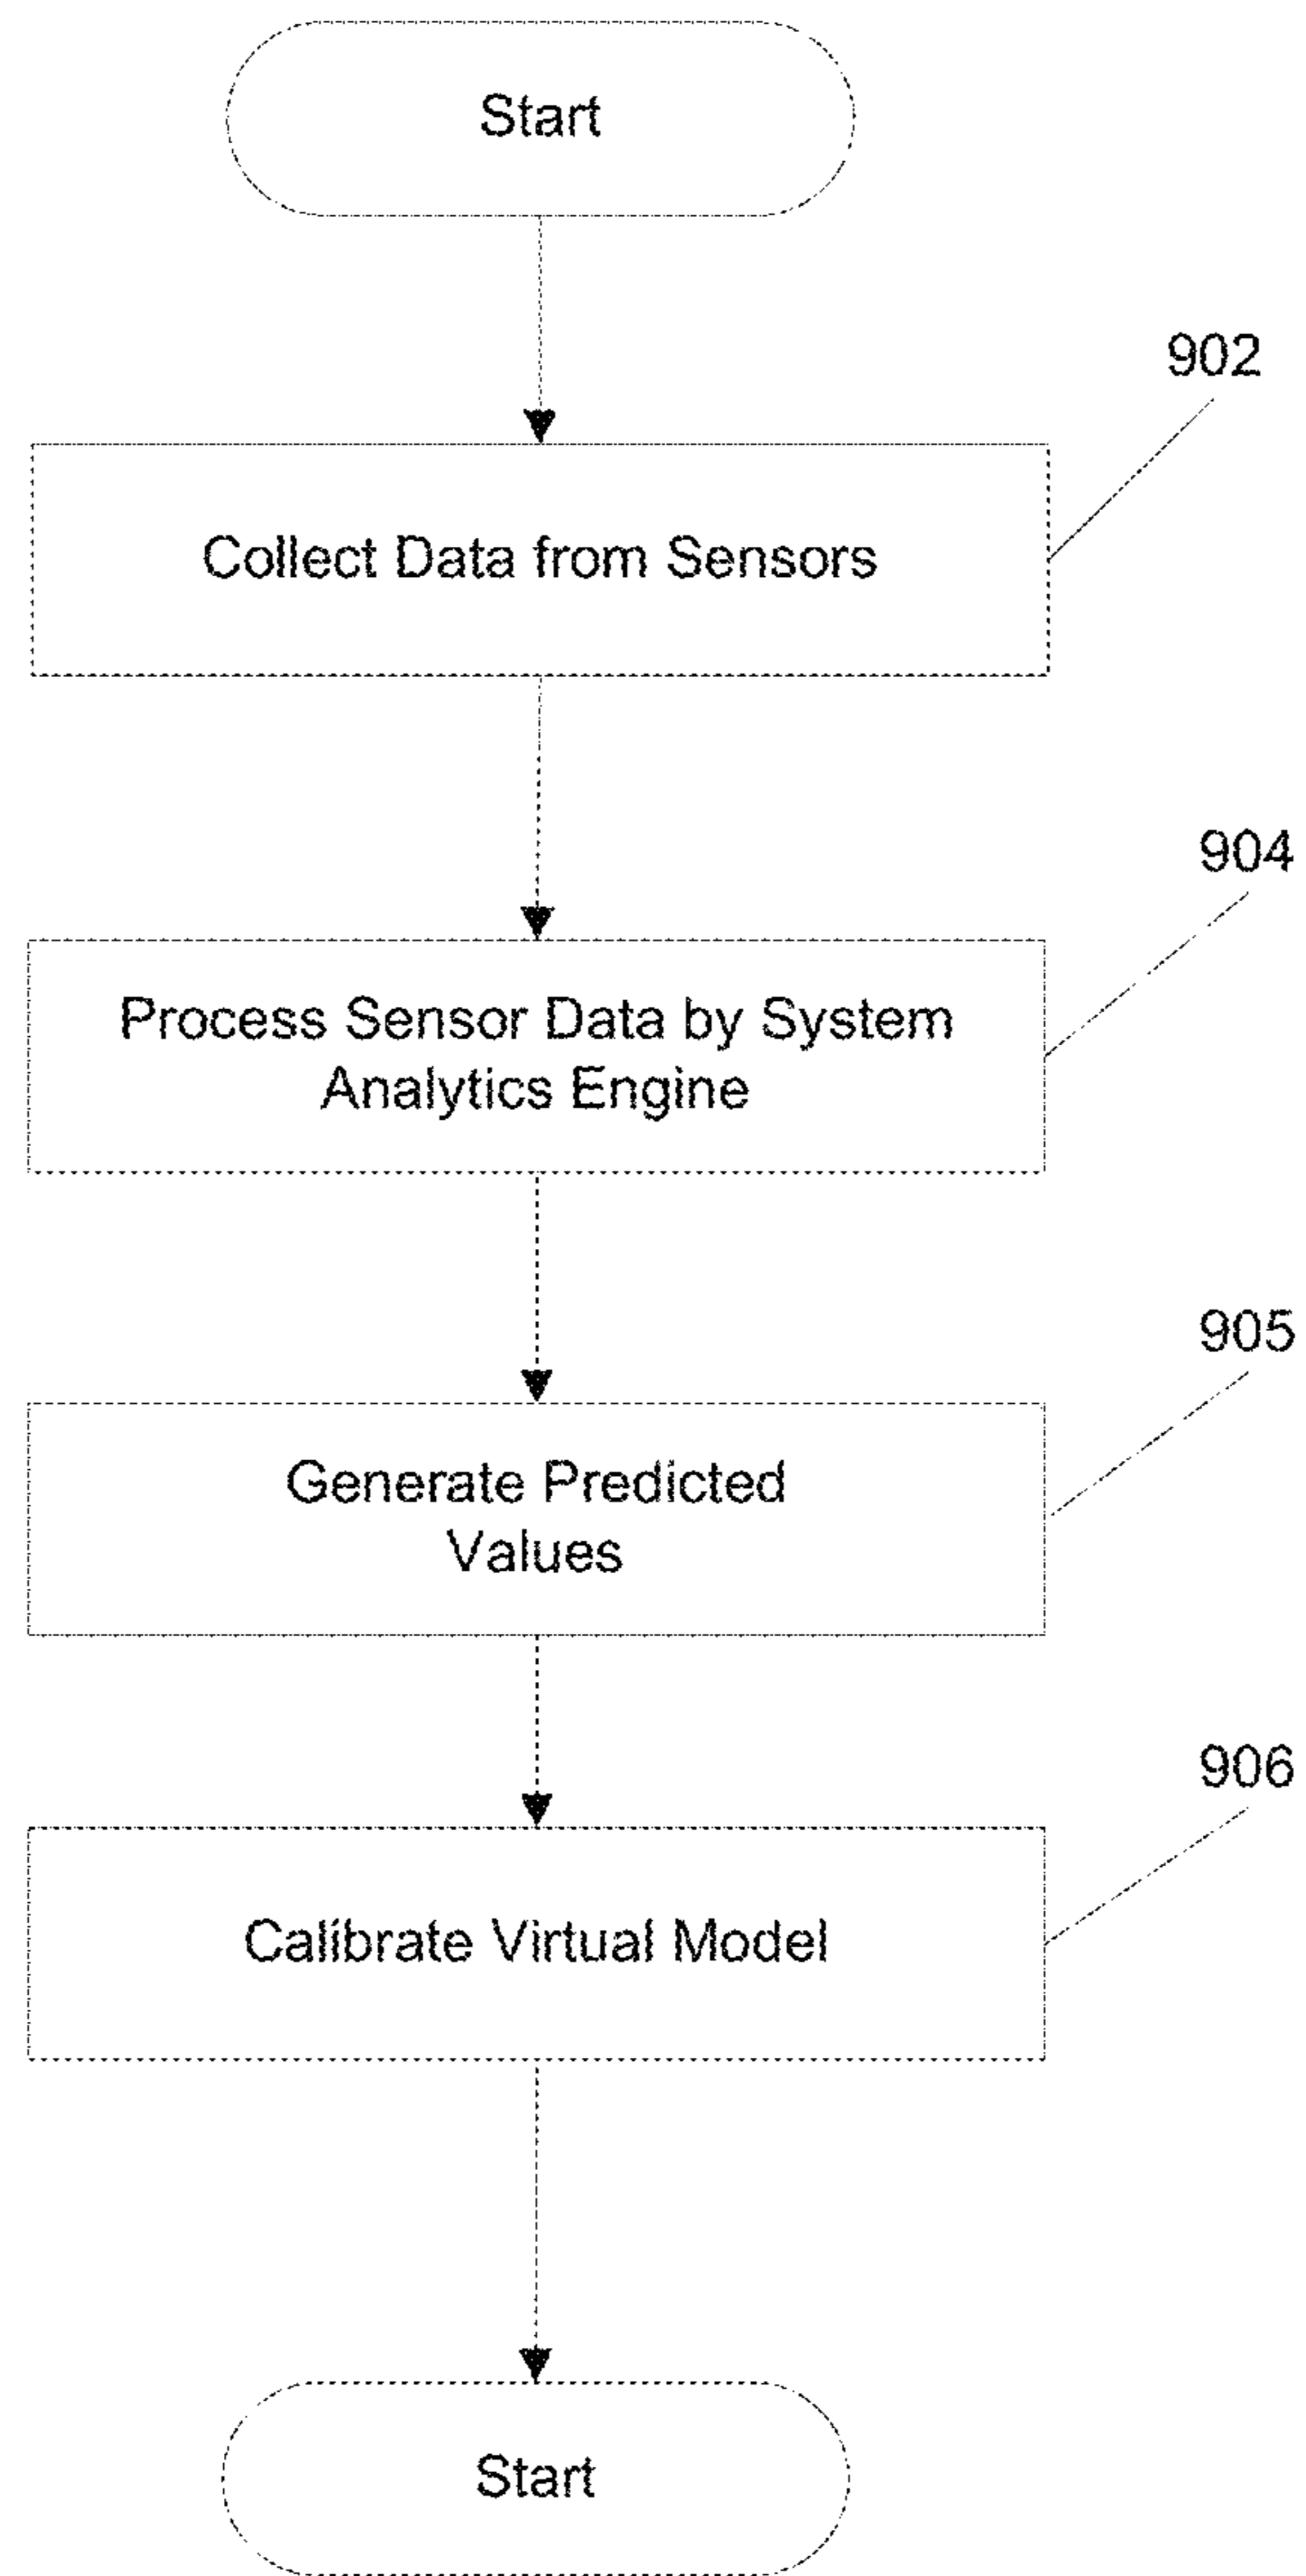 Start
902
Collect Data from Sensors
904
Process Sensor Data by System
Analytics Engine
905
Generate Predicted
Values
906
Calibrate Virtual Model
Start